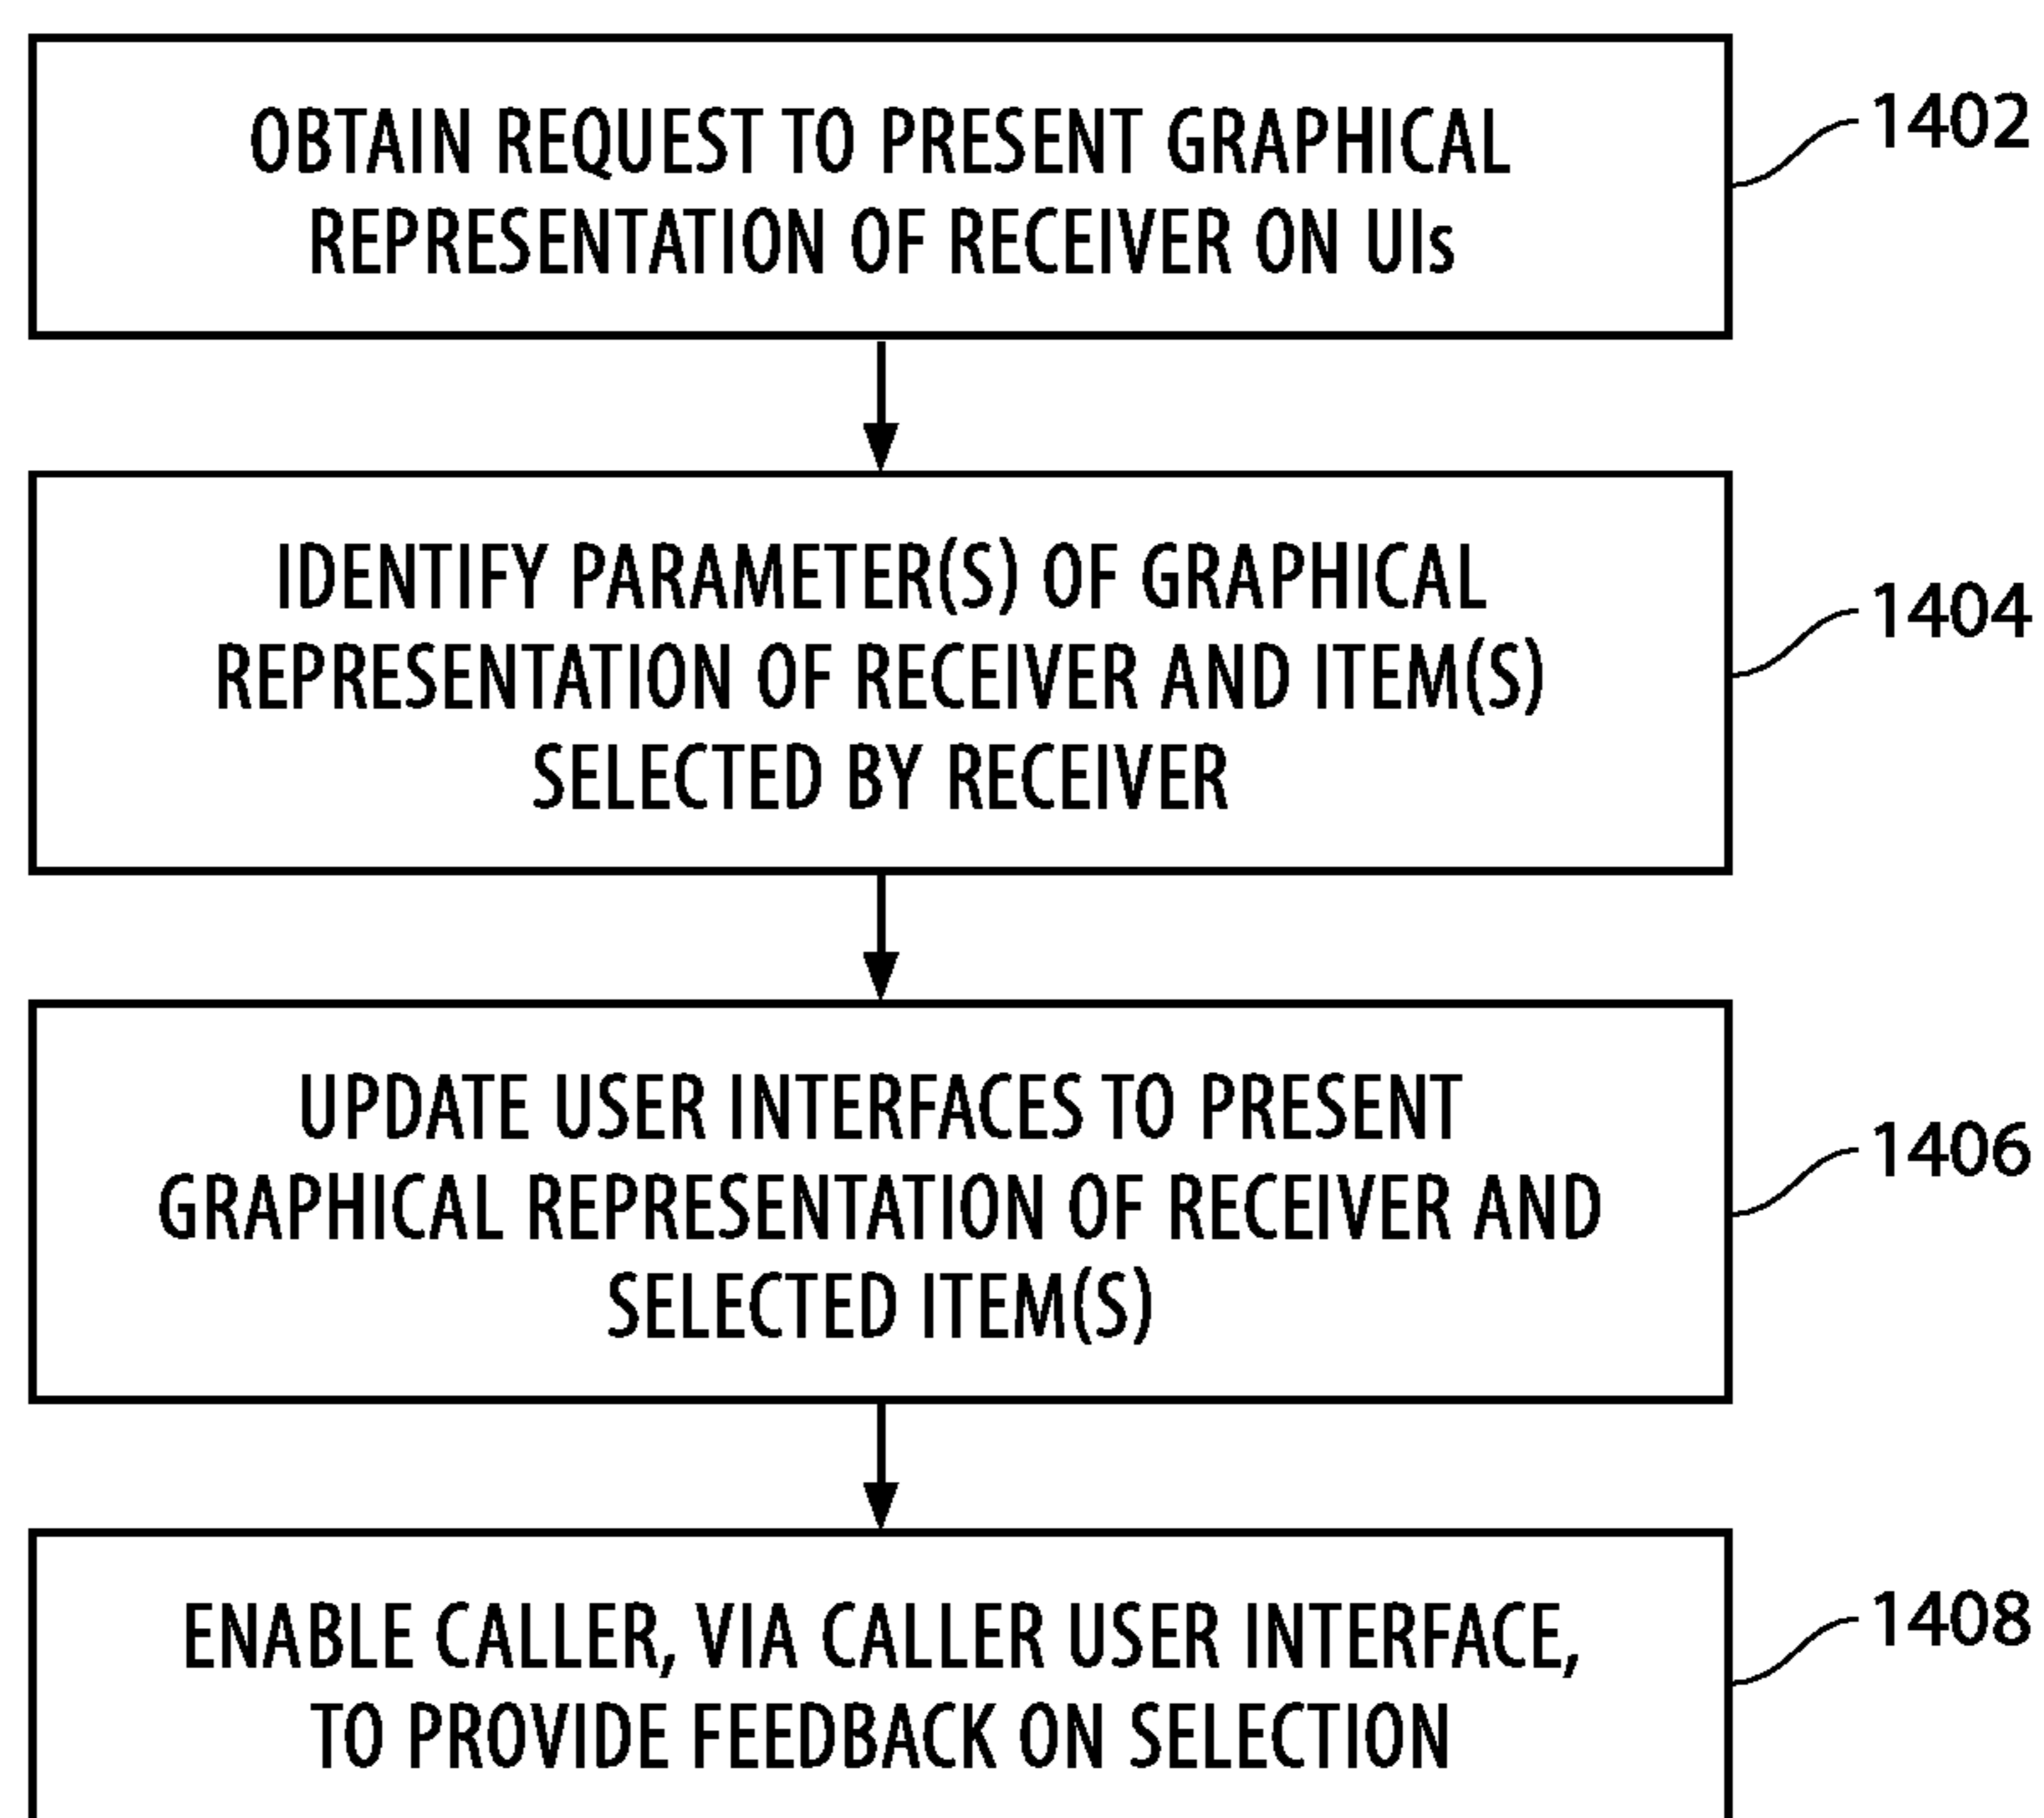 OBTAIN REQUEST TO PRESENT GRAPHICAL
REPRESENTATION OF RECEIVER ON UIs
1402
IDENTIFY PARAMETER(S) OF GRAPHICAL
REPRESENTATION OF RECEIVER AND ITEM(S)
SELECTED BY RECEIVER
1404
UPDATE USER INTERFACES TO PRESENT
GRAPHICAL REPRESENTATION OF RECEIVER AND
SELECTED ITEM(S)
1406
ENABLE CALLER, VIA CALLER USER INTERFACE,
TO PROVIDE FEEDBACK ON SELECTION
1408